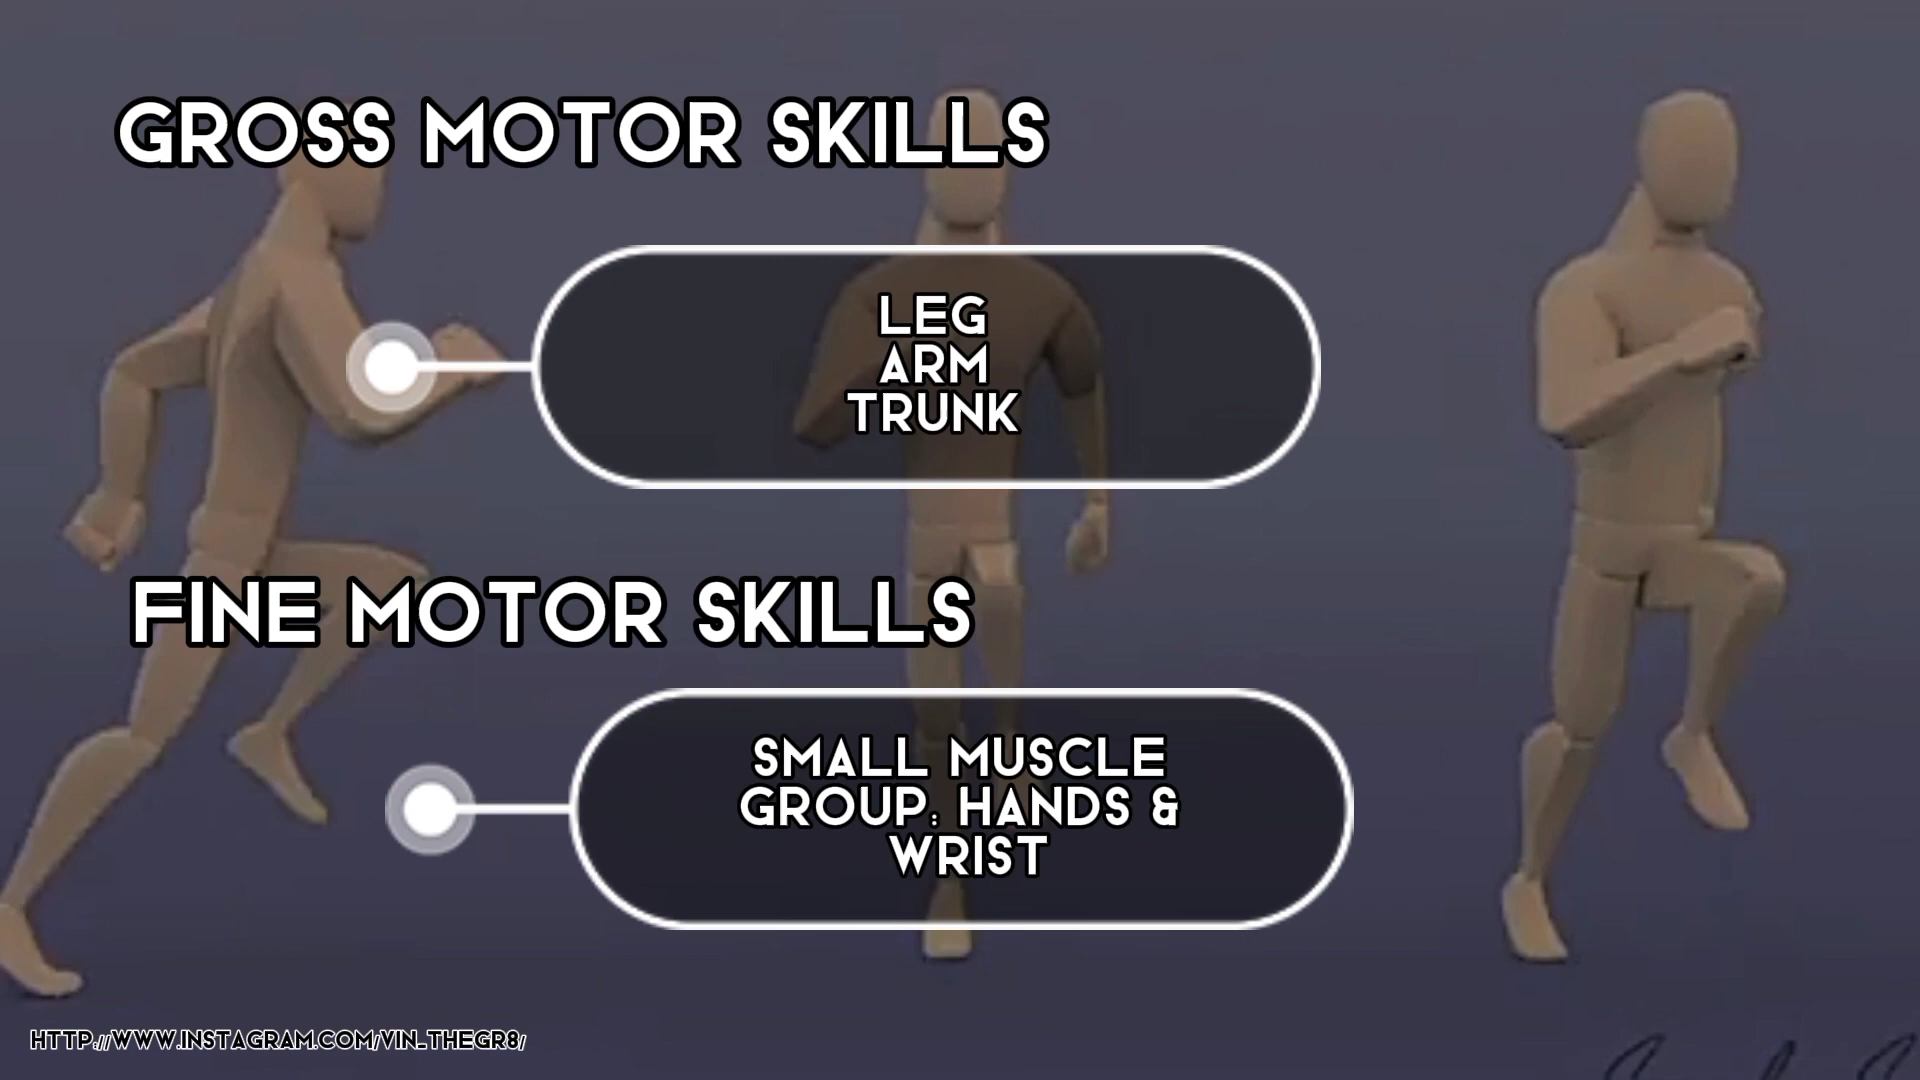 GROSS MOTOR SKILLS
LEG
ARM
TRUNK
FINE MOTOR SKILLS
SMALL MUSCLE
GROUP: HANDS &
WRIST
HTTP://WWW.INSTAGRAM.COM/VIN_THEGR8/